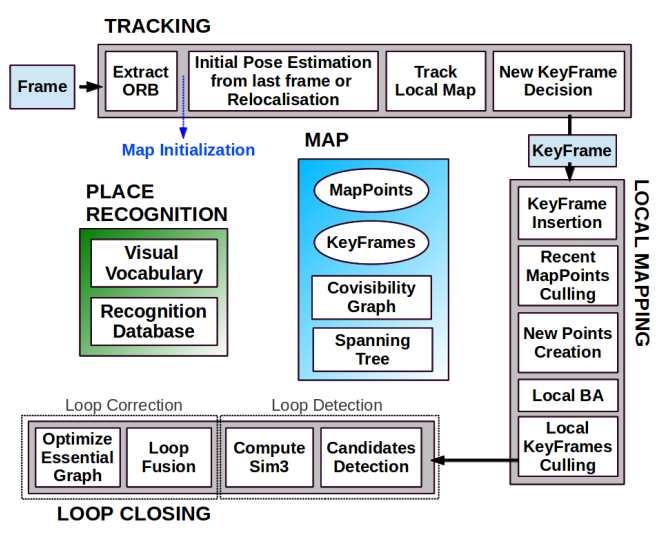 TRACKING
Frame
Extract
ORB
Initial Pose Estimation
from last frame or
Relocalisation
Track
Local Map
New KeyFrame
Decision
Map Initialization
MAP
KeyFrame
PLACE
RECOGNITION
Visual
Vocabulary
Recognition
Database
MapPoints
KeyFrames
Covisibility
Graph
Spanning
Tree
LOCAL MAPPING
KeyFrame
Insertion
Recent
MapPoints
Culling
New Points
Creation
Local BA
Local
KeyFrames
Culling
Loop Correction
Loop Detection
Optimize
Essential
Graph
Loop
Fusion
Compute
Sim3
Candidates
Detection
LOOP CLOSING